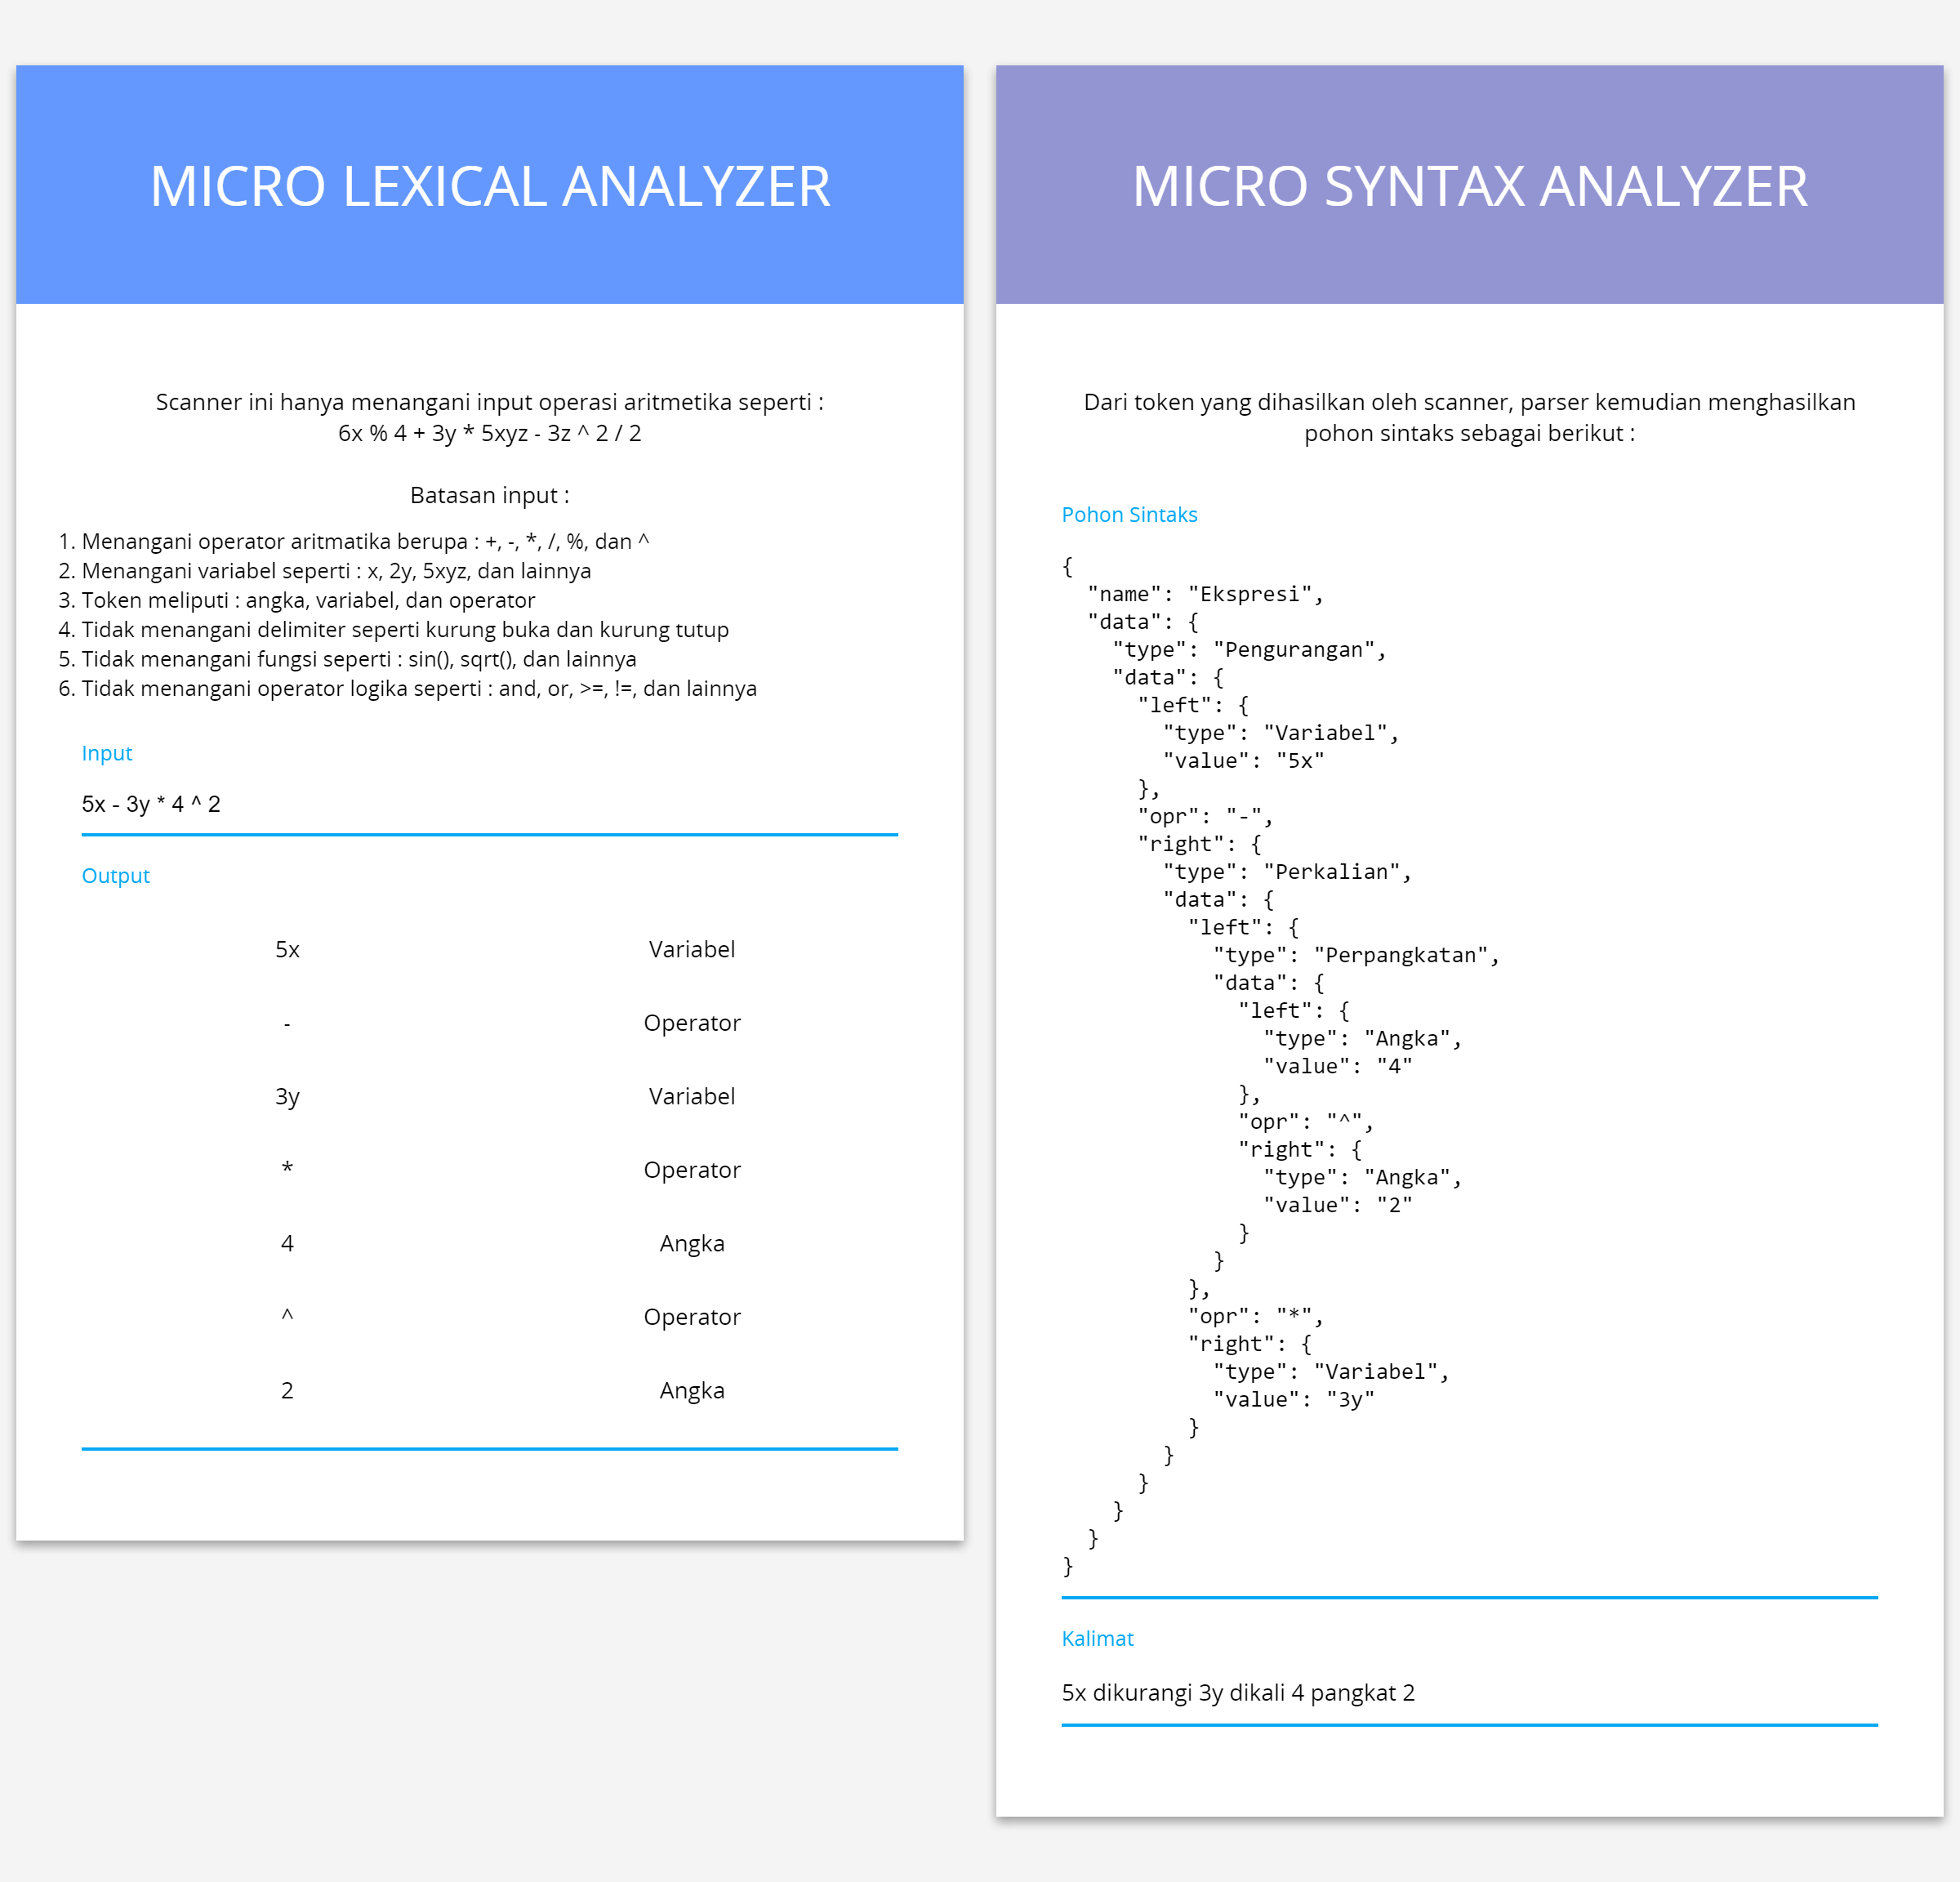 MICRO LEXICAL ANALYZER
Scanner ini hanya menangani input operasi aritmetika seperti :
6x % 4 + 3y * 5xyz - 3z ^ 2 / 2
Batasan input :
1. Menangani operator aritmatika berupa : +, -, *, /, %, dan ^
2. Menangani variabel seperti : x, 2y, 5xyz, dan lainnya
3. Token meliputi : angka, variabel, dan operator
4. Tidak menangani delimiter seperti kurung buka dan kurung tutup
5. Tidak menangani fungsi seperti : sin(), sqrt(), dan lainnya
6. Tidak menangani operator logika seperti : and, or, >=, !=, dan lainnya
Input
5x - 3y * 4 ^ 2
Output
5x Variabel
- Operator
3y Variabel
* Operator
4 Angka
^ Operator
2 Angka
MICRO SYNTAX ANALYZER
Dari token yang dihasilkan oleh scanner, parser kemudian menghasilkan
pohon sintaks sebagai berikut :
Pohon Sintaks
{
  "name": "Ekspresi",
  "data": {
    "type": "Pengurangan",
    "data": {
      "left": {
        "type": "Variabel",
        "value": "5x"
      },
      "opr": "-",
      "right": {
        "type": "Perkalian",
        "data": {
          "left": {
            "type": "Perpangkatan",
            "data": {
              "left": {
                "type": "Angka",
                "value": "4"
              },
              "opr": "^",
              "right": {
                "type": "Angka",
                "value": "2"
              }
            }
          },
          "opr": "*",
          "right": {
            "type": "Variabel",
            "value": "3y"
          }
        }
      }
    }
  }
}
Kalimat
5x dikurangi 3y dikali 4 pangkat 2